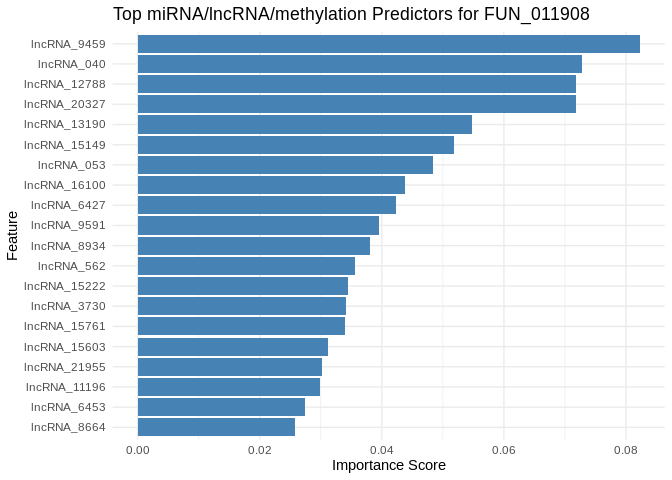 Top miRNA/lncRNA/methylation Predictors for FUN_011908
lncRNA_9459
lncRNA_040
lncRNA_12788
lncRNA_20327
lncRNA_13190
lncRNA_15149
lncRNA_053
lncRNA_16100
lncRNA_6427
lncRNA_9591
lncRNA_8934
lncRNA_562
lncRNA_15222
lncRNA_3730
lncRNA_15761
lncRNA_15603
lncRNA_21955
lncRNA_11196
lncRNA_6453
lncRNA_8664
Feature
0.00 0.02 0.04 0.06 0.08
Importance Score